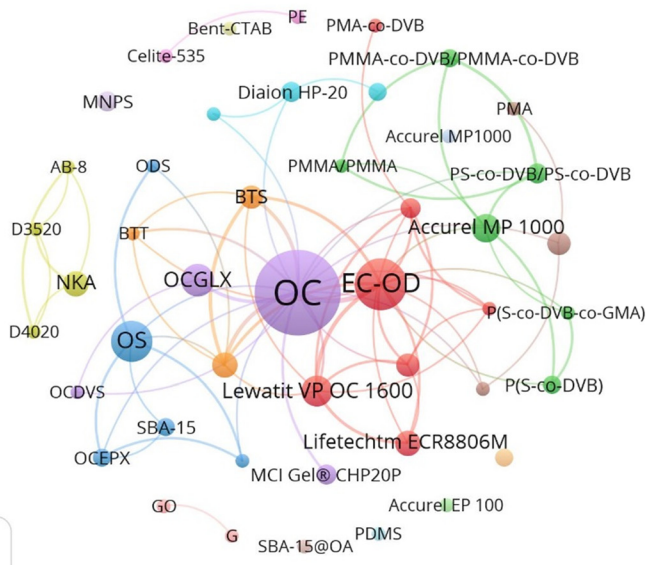 PE
Bent-CTAB
PMA-co-DVB
Celite-535
PMMA-co-DVB/PMMA-co-DVB
Diaion HP-20
MNPS
PMA
Accurel MP1000
AB-8
ODS
PMMA/PMMA
PS-co-DVB/PS-co-DVB
BTS
D3520
BTT
Accurel MP 1000
NKA
OCGLX
OC
EC-OD
P(S-co-DVB-co-GMA)
D4020
OS
OCDVS
Lewatit VP OC 1600
P(S-co-DVB)
SBA-15
Lifetechtm ECR8806M
OCEPX
MCI Gel® CHP20P
GO
Accurel EP 100
G
SBA-15@OA
PDMS